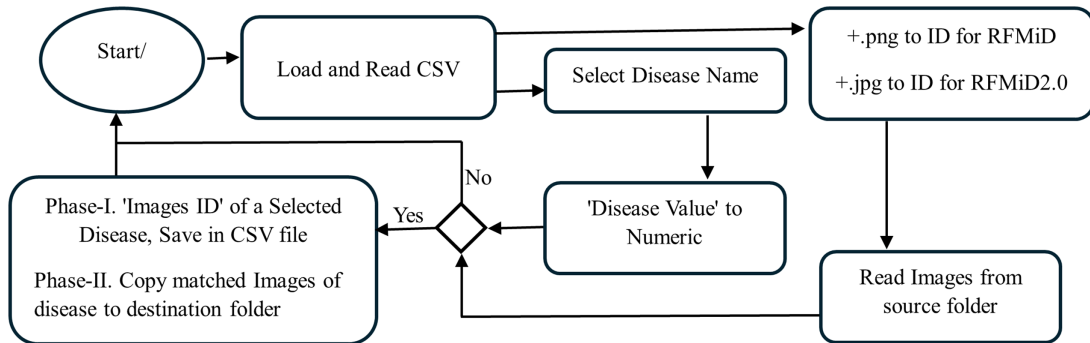 Start/
Load and Read CSV
Select Disease Name
+.png to ID for RFMiD
+.jpg to ID for RFMiD2.0
No
Yes
Phase-I. 'Images ID' of a Selected
Disease, Save in CSV file
Phase-II. Copy matched Images of
disease to destination folder
'Disease Value' to
Numeric
Read Images from
source folder